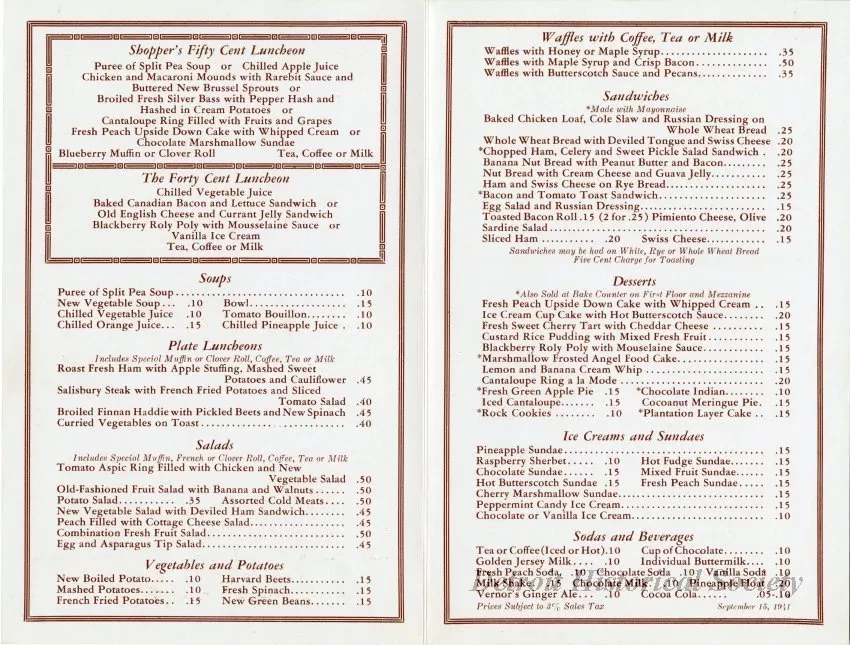 Shopper's Fifty Cent Luncheon
Puree of Split Pea Soup or Chilled Apple Juice
Chicken and Macaroni Mounds with Rarebit Sauce and
Buttered New Brussel Sprouts or
Broiled Fresh Silver Bass with Pepper Hash and
Hashed in Cream Potatoes or
Cantaloupe Ring Filled with Fruits and Grapes
Fresh Peach Upside Down Cake with Whipped Cream or
Chocolate Marshmallow Sundae
Blueberry Muffin or Clover Roll Tea, Coffee or Milk
The Forty Cent Luncheon
Chilled Vegetable Juice
Baked Canadian Bacon and Lettuce Sandwich or
Old English Cheese and Currant Jelly Sandwich
Blackberry Roly Poly with Mousselaine Sauce or
Vanilla Ice Cream
Tea, Coffee or Milk
Soups
Puree of Split Pea Soup .10
New Vegetable Soup... .10 Bowl .15
Chilled Vegetable Juice .10 Tomato Bouillon........ .10
Chilled Orange Juice... .15 Chilled Pineapple Juice . .10
Plate Luncheons
Includes Special Muffin or Clover Roll, Coffee, Tea or Milk
Roast Fresh Ham with Apple Stuffing, Mashed Sweet
Potatoes and Cauliflower .45
Salisbury Steak with French Fried Potatoes and Sliced
Tomato Salad .40
Broiled Finnan Haddie with Pickled Beets and New Spinach .45
Curried Vegetables on Toast .40
Salads
Includes Special Muffin, French or Clover Roll, Coffee, Tea or Milk
Tomato Aspic Ring Filled with Chicken and New
Vegetable Salad .50
Old-Fashioned Fruit Salad with Banana and Walnuts ...... .50
Potato Salad........... .35 Assorted Cold Meats.... .50
New Vegetable Salad with Deviled Ham Sandwich........ .45
Peach Filled with Cottage Cheese Salad .45
Combination Fresh Fruit Salad .50
Egg and Asparagus Tip Salad .45
Vegetables and Potatoes
New Boiled Potato..... .10 Harvard Beets .15
Mashed Potatoes....... .10 Fresh Spinach .15
French Fried Potatoes.. .15 New Green Beans....... .15
Waffles with Coffee, Tea or Milk
Waffles with Honey or Maple Syrup .35
Waffles with Maple Syrup and Crisp Bacon .50
Waffles with Butterscotch Sauce and Pecans .35
Sandwiches
*Made with Mayonnaise
Baked Chicken Loaf, Cole Slaw and Russian Dressing on
Whole Wheat Bread .25
Whole Wheat Bread with Deviled Tongue and Swiss Cheese .20
*Chopped Ham, Celery and Sweet Pickle Salad Sandwich . .20
Banana Nut Bread with Peanut Butter and Bacon........ .25
Nut Bread with Cream Cheese and Guava Jelly .25
Ham and Swiss Cheese on Rye Bread .25
*Bacon and Tomato Toast Sandwich .25
Egg Salad and Russian Dressing .15
Toasted Bacon Roll .15 (2 for .25) Pimiento Cheese, Olive .20
Sardine Salad .20
Sliced Ham ........... .20 Swiss Cheese............ .15
Sandwiches may be had on White, Rye or Whole Wheat Bread
Five Cent Charge for Toasting
Desserts
*Also Sold at Bake Counter on First Floor and Mezzanine
Fresh Peach Upside Down Cake with Whipped Cream .. .15
Ice Cream Cup Cake with Hot Butterscotch Sauce........ .20
Fresh Sweet Cherry Tart with Cheddar Cheese .15
Custard Rice Pudding with Mixed Fresh Fruit .15
Blackberry Roly Poly with Mouselaine Sauce .15
*Marshmallow Frosted Angel Food Cake .15
Lemon and Banana Cream Whip .15
Cantaloupe Ring a la Mode .20
*Fresh Green Apple Pie .15 *Chocolate Indian........ .10
Iced Cantaloupe...... .15 Cocoanut Meringue Pie. .15
*Rock Cookies ........ .10 *Plantation Layer Cake .. .15
Ice Creams and Sundaes
Pineapple Sundae .15
Raspberry Sherbet..... .10 Hot Fudge Sundae...... .15
Chocolate Sundae...... .15 Mixed Fruit Sundae..... .15
Hot Butterscotch Sundae .15 Fresh Peach Sundae..... .15
Cherry Marshmallow Sundae .15
Peppermint Candy Ice Cream .15
Chocolate or Vanilla Ice Cream .10
Sodas and Beverages
Tea or Coffee (Iced or Hot) .10 Cup of Chocolate....... .10
Golden Jersey Milk.... .10 Individual Buttermilk.... .10
Fresh Peach Soda, .10 Chocolate Soda .10 Vanilla Soda .10
Milk Shake .15 Chocolate Milk .10 Pineapple Float .20
Detroit Historical Society
Vernor's Ginger Ale... .10 Cocoa Cola...... .05-.10
Prices Subject to 3% Sales Tax September 15, 1941